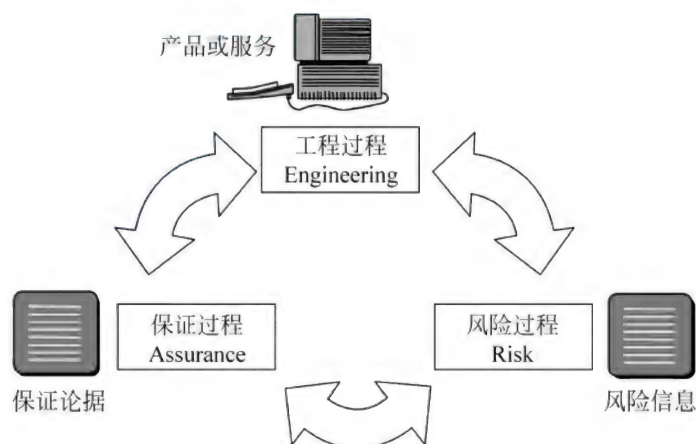 产品或服务
工程过程
Engineering
保证过程
Assurance
风险过程
Risk
保证论据
风险信息